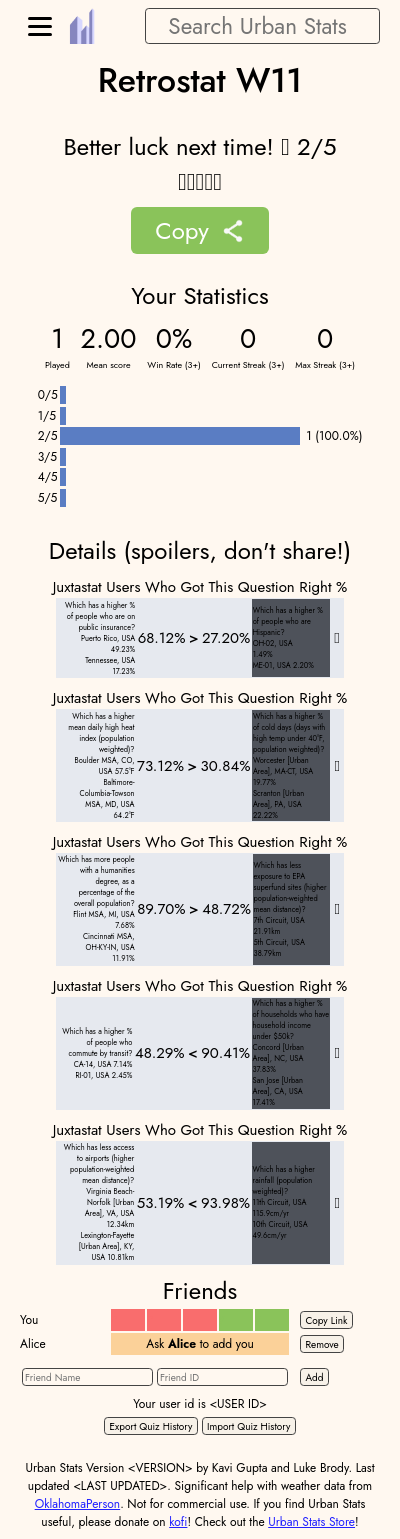 Search Urban Stats
Retrostat W11
Better luck next time! 2/5
Copy
Your Statistics
1 2.00 0% 0 0
Played Mean score Win Rate (3+) Current Streak (3+) Max Streak (3+)
0/5
1/5
2/5 1 (100.0%)
3/5
4/5
5/5
Details (spoilers, don't share!)
Juxtastat Users Who Got This Question Right %
Which has a higher %
of people who are on
public insurance?
Puerto Rico, USA
49.23%
Tennessee, USA
17.23%
68.12% > 27.20%
Which has a higher %
of people who are
Hispanic?
OH-02, USA
1.49%
ME-01, USA 2.20%
Juxtastat Users Who Got This Question Right %
Which has a higher
mean daily high heat
index (population
weighted)?
Boulder MSA, CO,
USA 57.5°F
Baltimore-
Columbia-Towson
MSA, MD, USA
64.2°F
73.12% > 30.84%
Which has a higher %
of cold days (days with
high temp under 40°F,
population weighted)?
Worcester [Urban
Area], MA-CT, USA
19.77%
Scranton [Urban
Area], PA, USA
22.22%
Juxtastat Users Who Got This Question Right %
Which has more people
with a humanities
degree, as a
percentage of the
overall population?
Flint MSA, MI, USA
7.68%
Cincinnati MSA,
OH-KY-IN, USA
11.91%
89.70% > 48.72%
Which has less
exposure to EPA
superfund sites (higher
population-weighted
mean distance)?
7th Circuit, USA
21.91km
5th Circuit, USA
38.79km
Juxtastat Users Who Got This Question Right %
Which has a higher %
of people who
commute by transit?
CA-14, USA 7.14%
RI-01, USA 2.45%
48.29% < 90.41%
Which has a higher %
of households who have
household income
under $50k?
Concord [Urban
Area], NC, USA
37.83%
San Jose [Urban
Area], CA, USA
17.41%
Juxtastat Users Who Got This Question Right %
Which has less access
to airports (higher
population-weighted
mean distance)?
Virginia Beach-
Norfolk [Urban
Area], VA, USA
12.34km
Lexington-Fayette
[Urban Area], KY,
USA 10.81km
53.19% < 93.98%
Which has a higher
rainfall (population
weighted)?
11th Circuit, USA
115.9cm/yr
10th Circuit, USA
49.6cm/yr
Friends
You Copy Link
Alice Ask Alice to add you Remove
Friend Name Friend ID Add
Your user id is <USER ID>
Export Quiz History Import Quiz History
Urban Stats Version <VERSION> by Kavi Gupta and Luke Brody. Last
updated <LAST UPDATED>. Significant help with weather data from
OklahomaPerson. Not for commercial use. If you find Urban Stats
useful, please donate on kofi! Check out the Urban Stats Store!